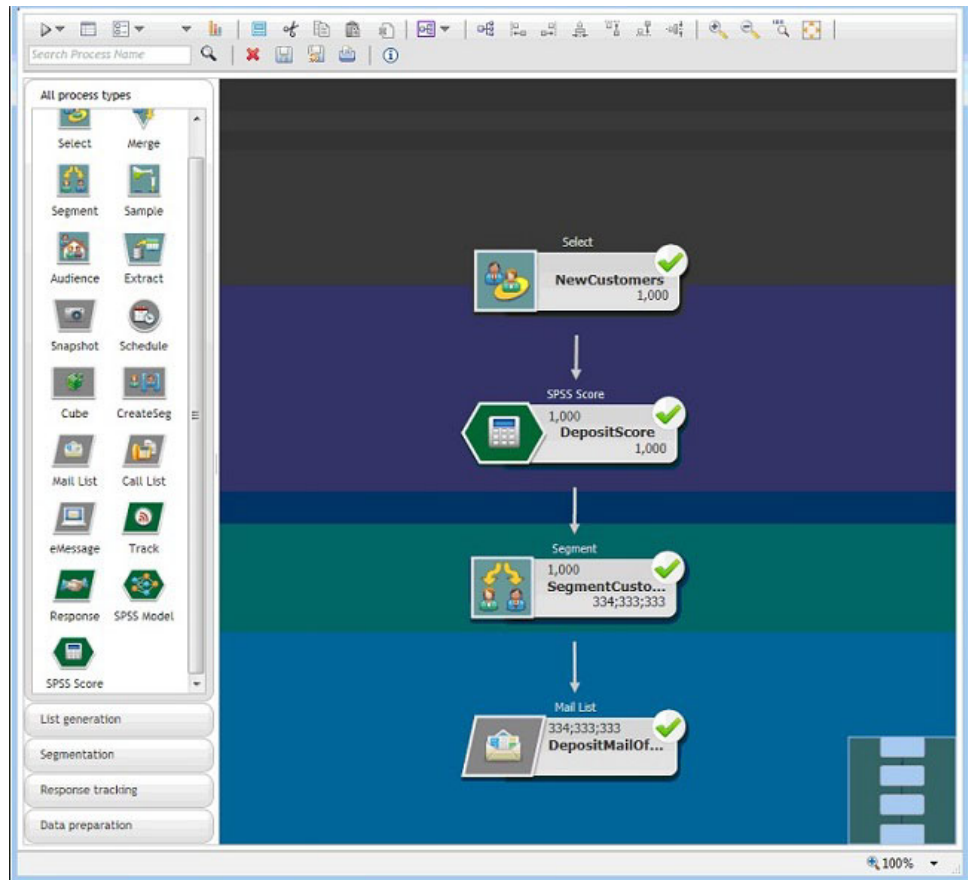 Search Process Name
All process types
Select Merge
Segment Sample
Audience Extract
Snapshot Schedule
Cube CreateSeg
Mail List Call List
eMessage Track
Response SPSS Model
SPSS Score
List generation
Segmentation
Response tracking
Data preparation
Select
NewCustomers
1,000
SPSS Score
1,000
DepositScore
1,000
Segment
1,000
SegmentCusto...
334;333;333
Mail List
334;333;333
DepositMailOf...
100%